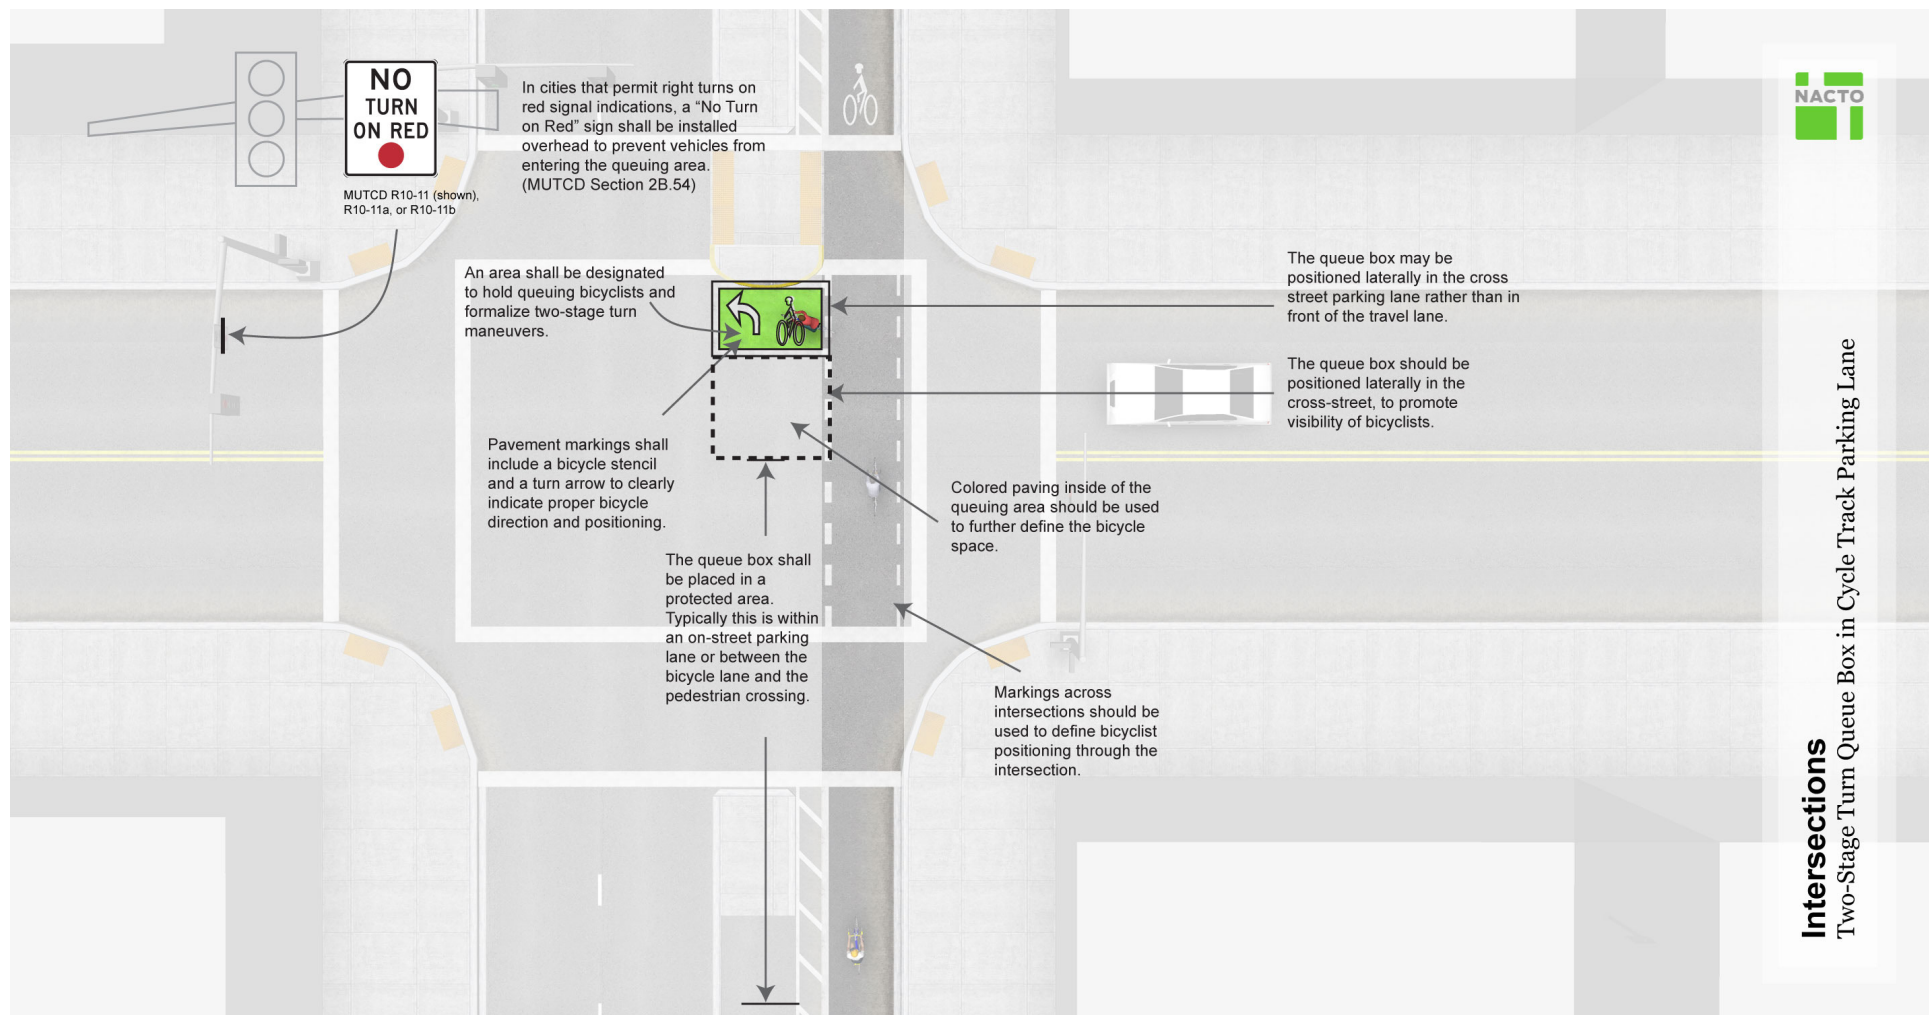 NO
TURN
ON RED
MUTCD R10-11 (shown),
R10-11a, or R10-11b
In cities that permit right turns on
red signal indications, a “No Turn
on Red” sign shall be installed
overhead to prevent vehicles from
entering the queuing area.
(MUTCD Section 2B.54)
NACTO
An area shall be designated
to hold queuing bicyclists and
formalize two-stage turn
maneuvers.
The queue box may be
positioned laterally in the cross
street parking lane rather than in
front of the travel lane.
The queue box should be
positioned laterally in the
cross-street, to promote
visibility of bicyclists.
Pavement markings shall
include a bicycle stencil
and a turn arrow to clearly
indicate proper bicycle
direction and positioning.
Colored paving inside of the
queuing area should be used
to further define the bicycle
space.
The queue box shall
be placed in a
protected area.
Typically this is within
an on-street parking
lane or between the
bicycle lane and the
pedestrian crossing.
Markings across
intersections should be
used to define bicyclist
positioning through the
intersection.
Intersections
Two-Stage Turn Queue Box in Cycle Track Parking Lane